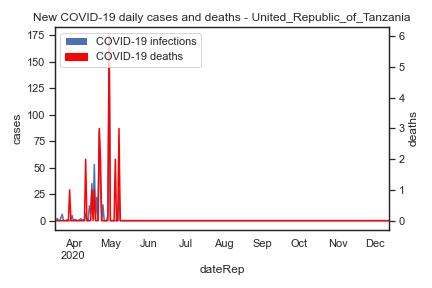 New COVID-19 daily cases and deaths - United_Republic_of_Tanzania
COVID-19 infections
COVID-19 deaths
175
150
125
100
75
50
25
0
cases
6
5
4
3
2
1
0
deaths
Apr May Jun Jul Aug Sep Oct Nov Dec
2020
dateRep